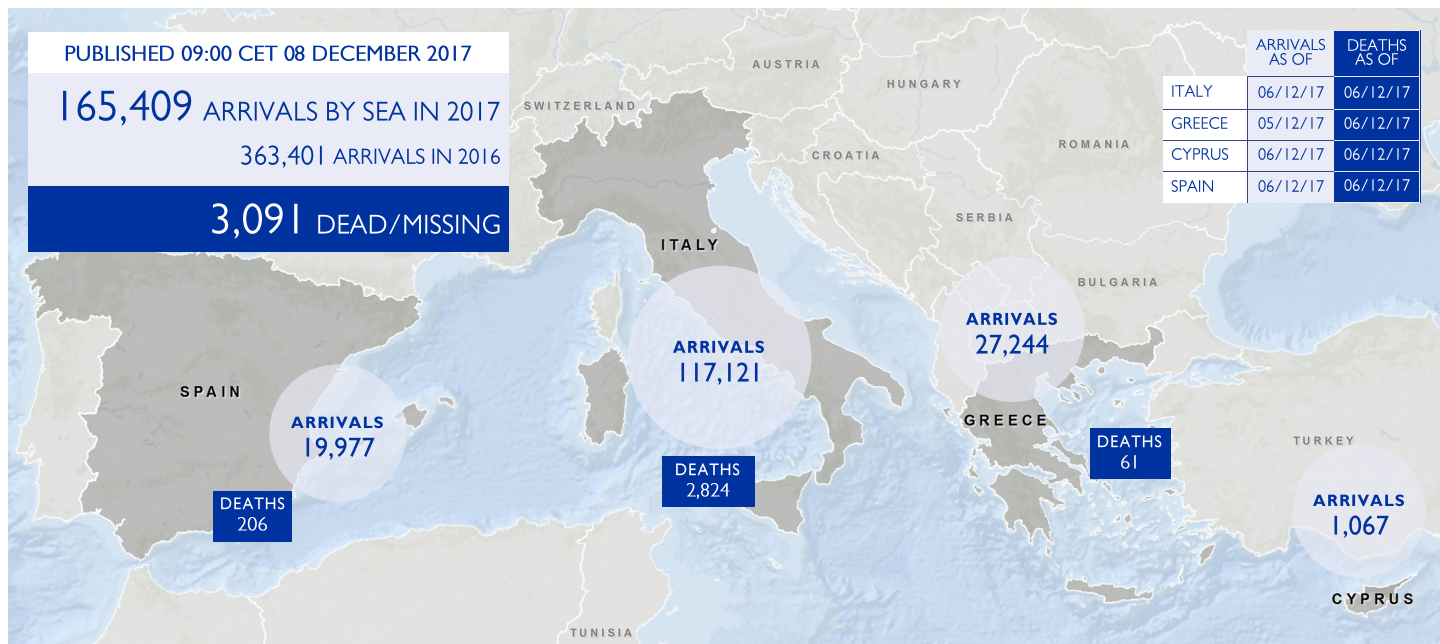 PUBLISHED 09:00 CET 08 DECEMBER 2017
165,409 ARRIVALS BY SEA IN 2017
363,401 ARRIVALS IN 2016
3,091 DEAD/MISSING
ARRIVALS AS OF DEATHS AS OF
ITALY 06/12/17 06/12/17
GREECE 05/12/17 06/12/17
CYPRUS 06/12/17 06/12/17
SPAIN 06/12/17 06/12/17
AUSTRIA
HUNGARY
SWITZERLAND
CROATIA
ROMANIA
SERBIA
ITALY
BULGARIA
ARRIVALS
27,244
ARRIVALS
117,121
SPAIN
ARRIVALS
19,977
GREECE
DEATHS
61
TURKEY
DEATHS
2,824
DEATHS
206
ARRIVALS
1,067
CYPRUS
TUNISIA